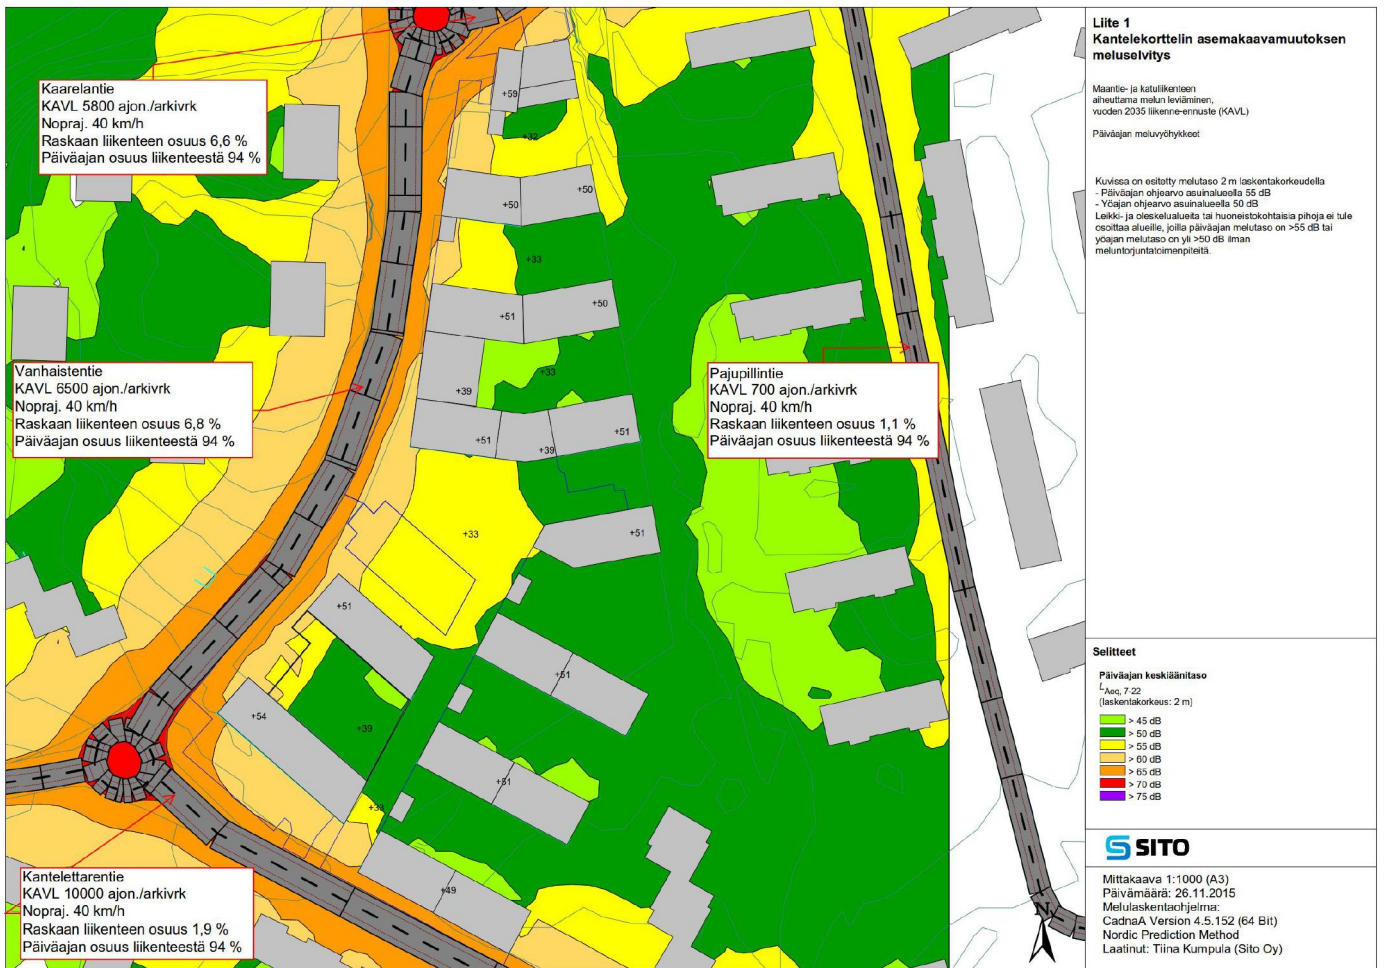 Liite 1
Kantelekorttelin asemakaavamuutoksen
meluselvitys
Maantie- ja katuliikenteen
aiheuttama melun leviäminen,
vuoden 2035 liikenne-ennuste (KAVL)
Päiväajan meluvyöhykkeet
Kuvissa on esitetty melutaso 2 m laskentakorkeudella
- Päiväajan ohjearvo asuinalueella 55 dB
- Yöajan ohjearvo asuinalueella 50 dB
Leikki- ja oleskelualueita tai huoneistokohtaisia pihoja ei tule
osoittaa alueille, joilla päiväajan melutaso on >55 dB tai
yöajan melutaso on yli >50 dB ilman
meluntorjuntatoimenpiteitä.
Kaarelantie
KAVL 5800 ajon./arkivrk
Nopraj. 40 km/h
Raskaan liikenteen osuus 6,6 %
Päiväajan osuus liikenteestä 94 %
Vanhaistentie
KAVL 6500 ajon./arkivrk
Nopraj. 40 km/h
Raskaan liikenteen osuus 6,8 %
Päiväajan osuus liikenteestä 94 %
Pajupillintie
KAVL 700 ajon./arkivrk
Nopraj. 40 km/h
Raskaan liikenteen osuus 1,1 %
Päiväajan osuus liikenteestä 94 %
Kantelettarentie
KAVL 10000 ajon./arkivrk
Nopraj. 40 km/h
Raskaan liikenteen osuus 1,9 %
Päiväajan osuus liikenteestä 94 %
+59
+32
+50
+50
+33
+50
+51
+33
+39
+51
+51
+39
+33
+51
+51
+51
+54
+39
+51
+33
+49
N
Selitteet
Päiväajan keskiäänitaso
LAeq, 7-22
(laskentakorkeus: 2 m)
> 45 dB
> 50 dB
> 55 dB
> 60 dB
> 65 dB
> 70 dB
> 75 dB
SITO
Mittakaava 1:1000 (A3)
Päivämäärä: 26.11.2015
Melulaskentaohjelma:
CadnaA Version 4.5.152 (64 Bit)
Nordic Prediction Method
Laatinut: Tiina Kumpula (Sito Oy)